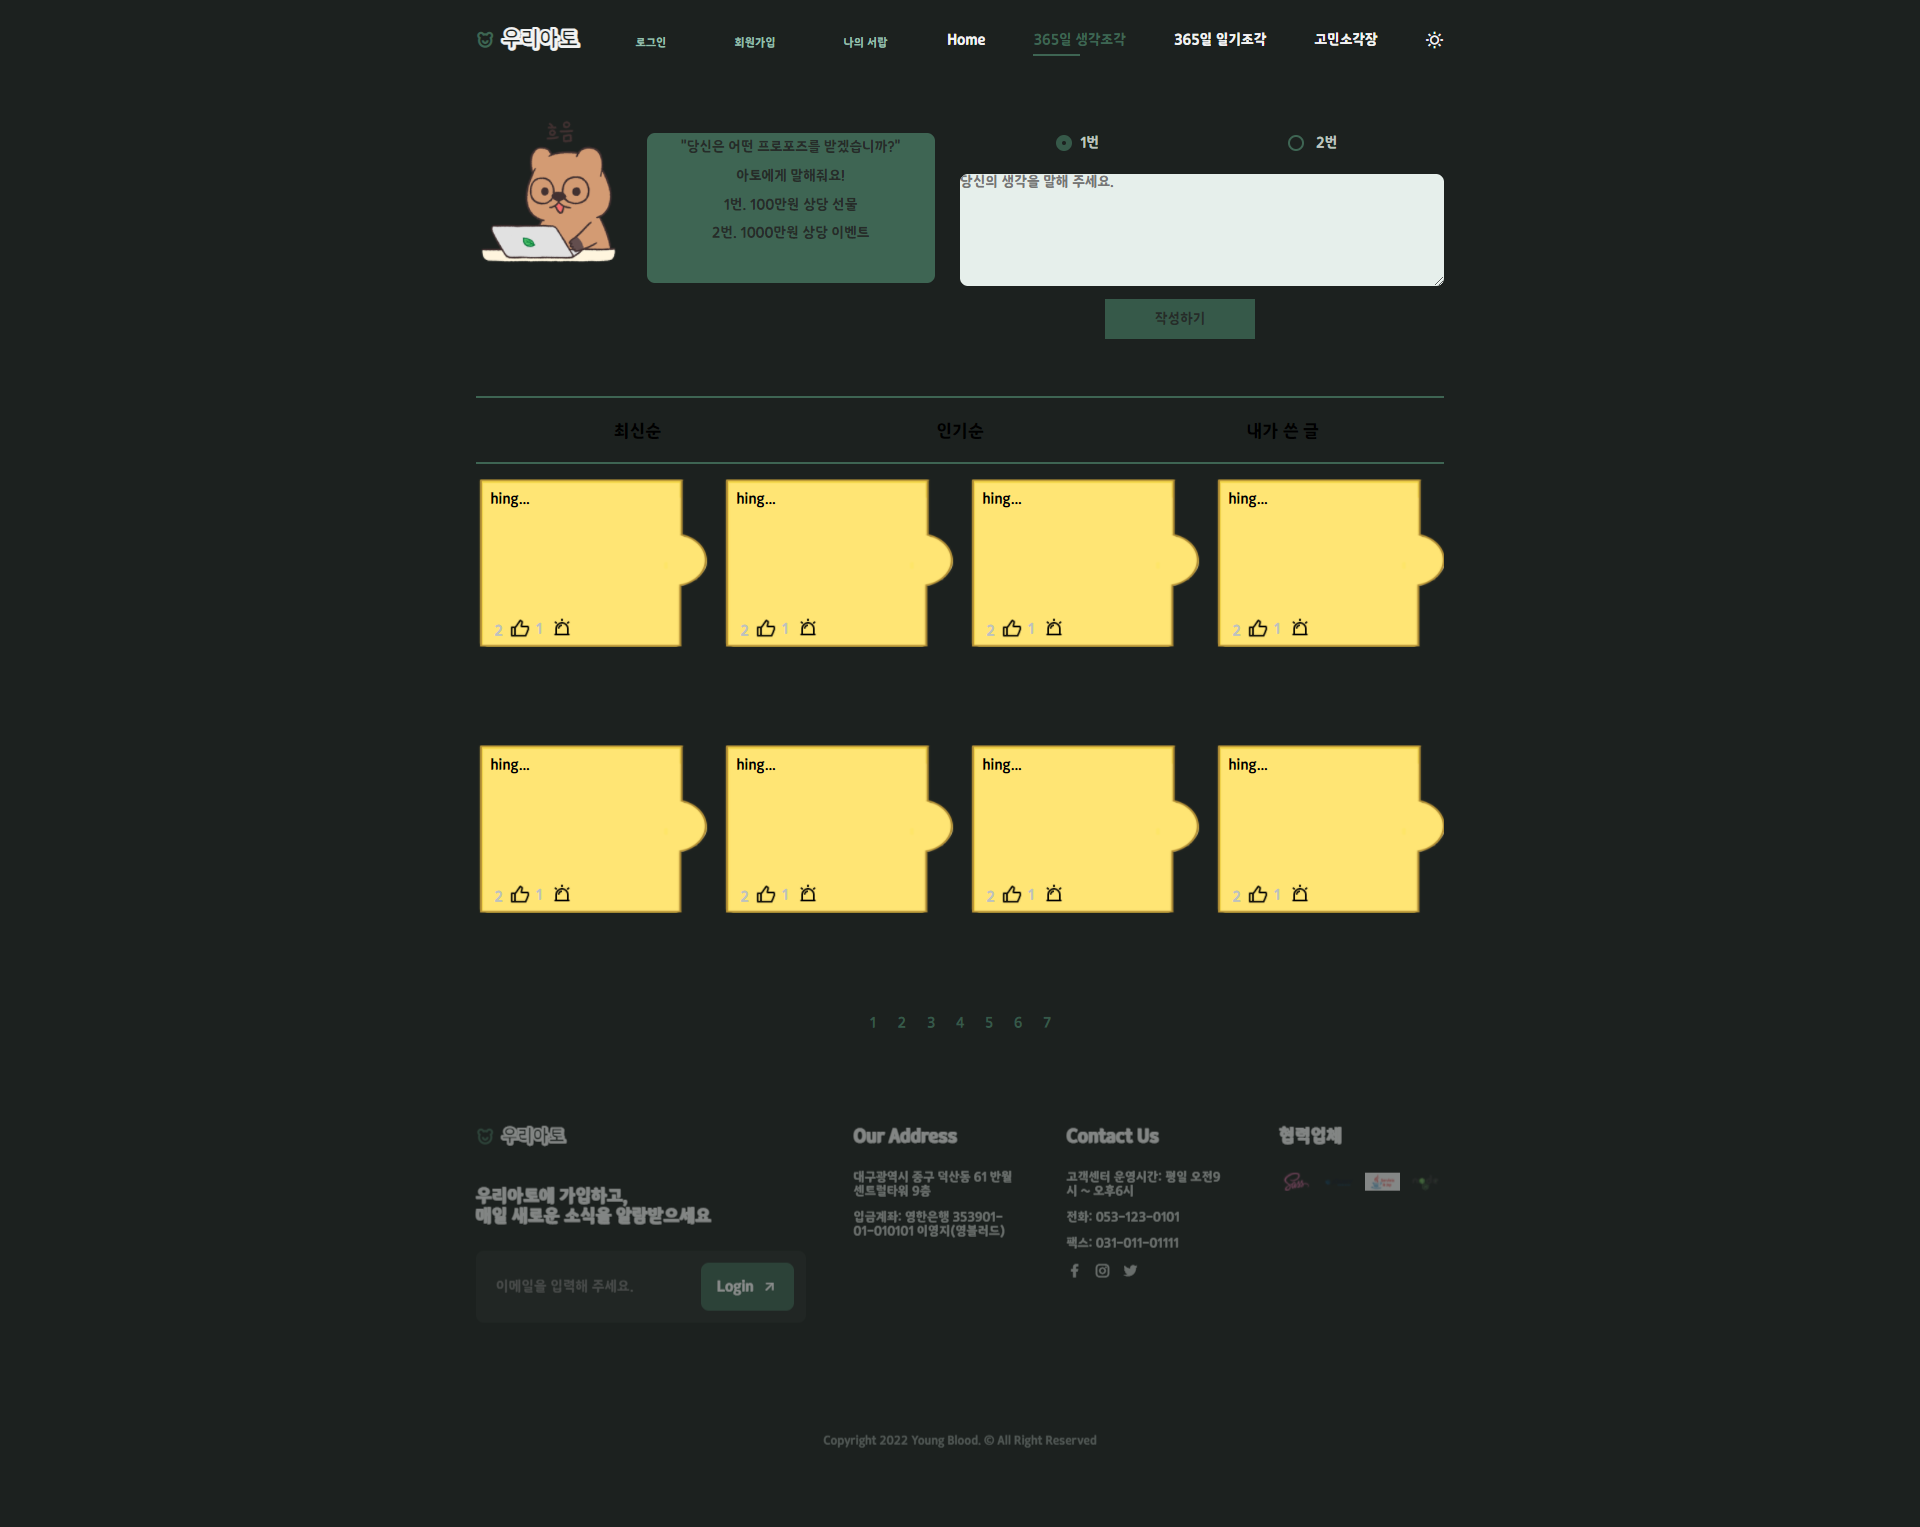 우리아토
로그인
회원가입
나의 서랍
Home
365일 생각조각
365일 일기조각
고민소각장
흐음
"당신은 어떤 프로포즈를 받겠습니까?"
아토에게 말해줘요!
1번. 100만원 상당 선물
2번. 1000만원 상당 이벤트
1번
2번
당신의 생각을 말해 주세요.
작성하기
최신순
인기순
내가 쓴 글
hing...
2 1
hing...
2 1
hing...
2 1
hing...
2 1
hing...
2 1
hing...
2 1
hing...
2 1
hing...
2 1
1 2 3 4 5 6 7
우리아토
우리아토에 가입하고,
매일 새로운 소식을 알람받으세요
이메일을 입력해 주세요.
Login
Our Address
대구광역시 중구 덕산동 61 반월
센트럴타워 9층
입금계좌: 영한은행 353901-
01-010101 이영지(영블러드)
Contact Us
고객센터 운영시간: 평일 오전9
시 ~ 오후6시
전화: 053-123-0101
팩스: 031-011-01111
협력업체
Sass
Copyright 2022 Young Blood. © All Right Reserved